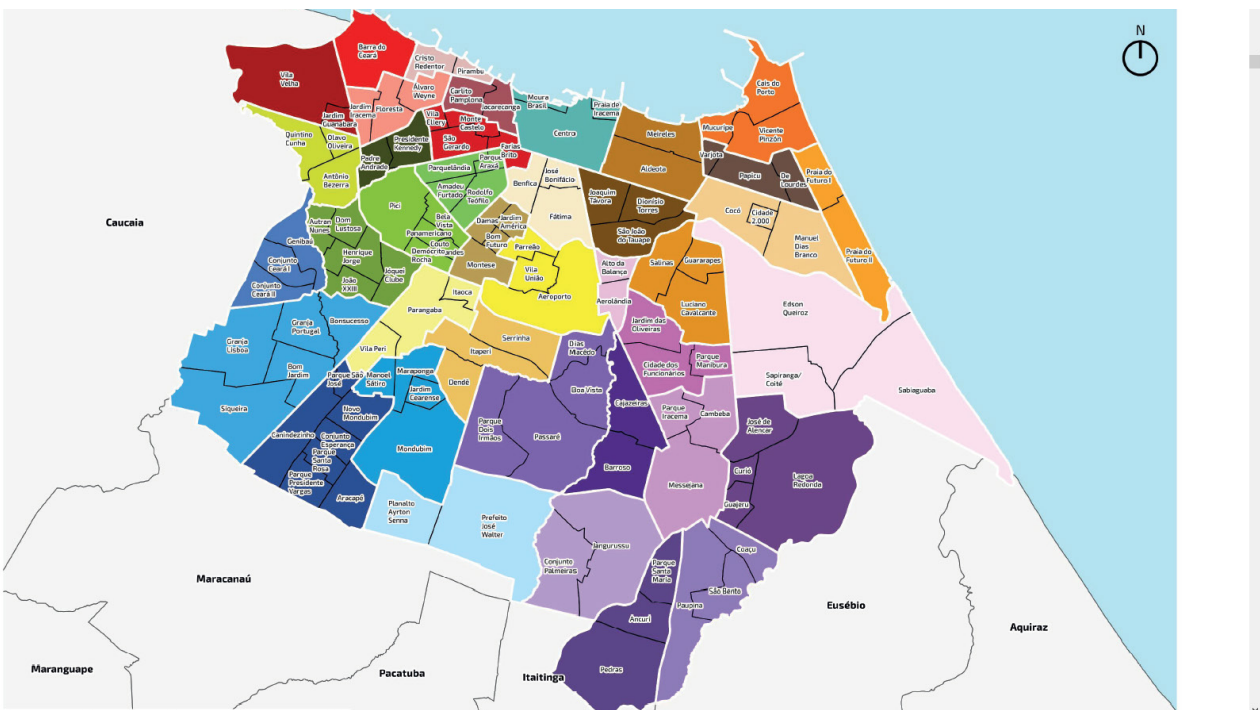 N
Barra do
Ceará
Cristo
Redentor
Pirambu
Vila
Velha
Álvaro
Weyne
Carlito
Pamplona
Jacarecanga
Jardim
Iracema
Floresta
Jardim
Guanabara
Vila
Ellery
Monte
Castelo
São
Gerardo
Farias
Brito
Moura
Brasil
Praia de
Iracema
Centro
Meireles
Aldeota
Cais do
Porto
Mucuripe
Vicente
Pinzón
Varjota
Papicu
De
Lourdes
Praia do
Futuro I
Praia do
Futuro II
Quintino
Cunha
Olavo
Oliveira
Antônio
Bezerra
Padre
Andrade
Presidente
Kennedy
Parquelândia
Parque
Araxá
Amadeu
Furtado
Rodolfo
Teófilo
Benfica
José
Bonifácio
Fátima
Joaquim
Távora
Dionísio
Torres
São João
do Tauape
Cocó
Cidade
2.000
Manuel
Dias
Branco
Caucaia
Pici
Bela
Vista
Panamericano
Couto
Demócrito
Rocha
Damas
Jardim
América
Bom
Futuro
Montese
Parreão
Vila
União
Aeroporto
Autran
Nunes
Dom
Lustosa
Henrique
Jorge
João
XXIII
Jóquei
Clube
Genibaú
Conjunto
Ceará I
Conjunto
Ceará II
Alto da
Balança
Aerolândia
Salinas
Guararapes
Luciano
Cavalcante
Edson
Queiroz
Sapiranga/
Coité
Sabiaguaba
Granja
Portugal
Bonsucesso
Granja
Lisboa
Bom
Jardim
Siqueira
Parangaba
Itaoca
Vila Peri
Itaperi
Serrinha
Dendê
Dias
Macêdo
Boa Vista
Jardim das
Oliveiras
Cidade dos
Funcionários
Parque
Manibura
Parque São
José
Manoel
Sátiro
Maraponga
Jardim
Cearense
Mondubim
Novo
Mondubim
Canindezinho
Conjunto
Esperança
Parque
Santa
Rosa
Parque
Presidente
Vargas
Aracapé
Planalto
Ayrton
Senna
Prefeito
José
Walter
Parque
Dois
Irmãos
Passaré
Cajazeiras
Barroso
Parque
Iracema
Cambeba
Messejana
José de
Alencar
Curió
Guajeru
Lagoa
Redonda
Conjunto
Palmeiras
Jangurussu
Parque
Santa
Maria
Ancuri
Pedras
Paupina
São Bento
Coaçu
Maracanaú
Maranguape
Pacatuba
Itaitinga
Eusébio
Aquiraz